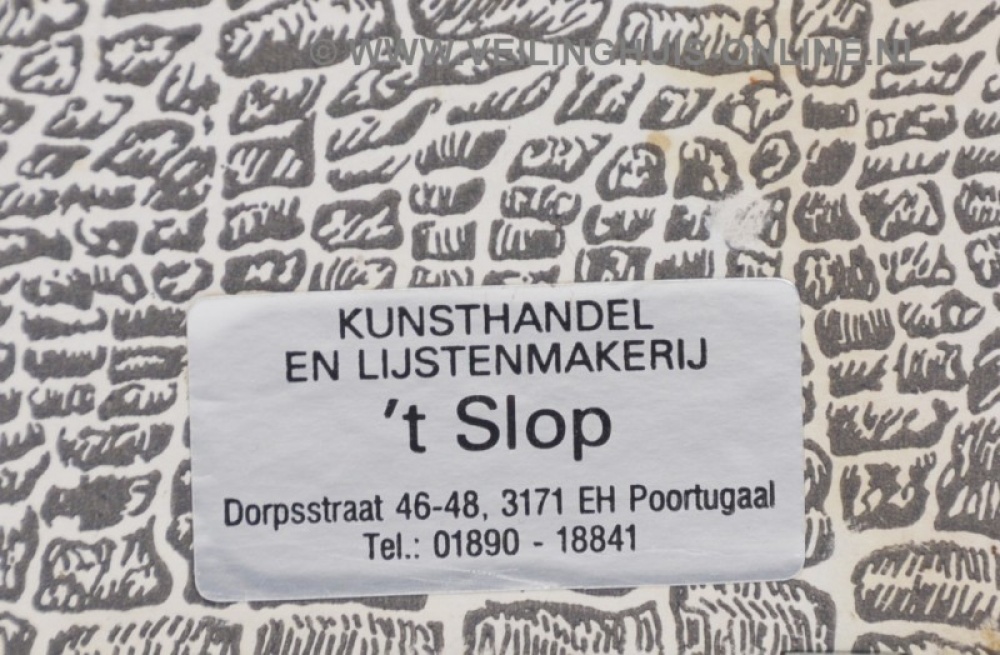 © WWW.VEILINGHUIS-ONLINE.NL
KUNSTHANDEL
EN LIJSTENMAKERIJ
't Slop
Dorpsstraat 46-48, 3171 EH Poortugaal
Tel.: 01890 - 18841